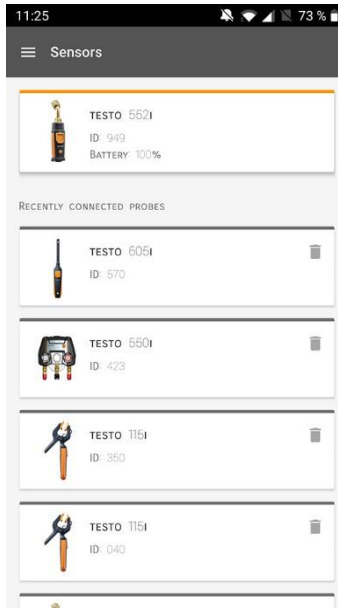 11:25
73 %
Sensors
TESTO 552I
ID: 949
BATTERY: 100%
RECENTLY CONNECTED PROBES
TESTO 605I
ID: 570
TESTO 550I
ID: 423
TESTO 115I
ID: 350
TESTO 115I
ID: 040